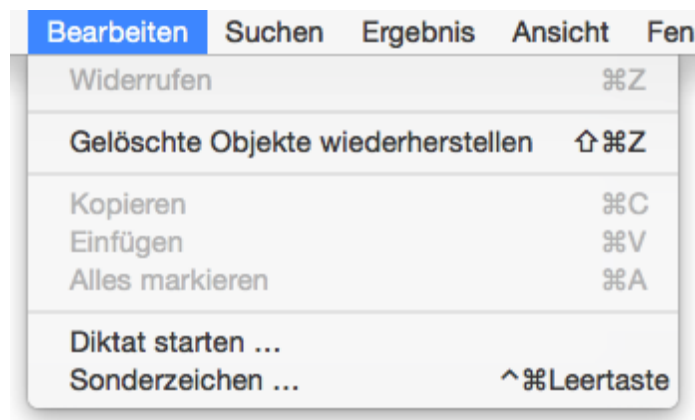 Bearbeiten Suchen Ergebnis Ansicht Fen
Widerrufen ⌘Z
Gelöschte Objekte wiederherstellen ⇧⌘Z
Kopieren ⌘C
Einfügen ⌘V
Alles markieren ⌘A
Diktat starten ...
Sonderzeichen ... ^⌘Leertaste